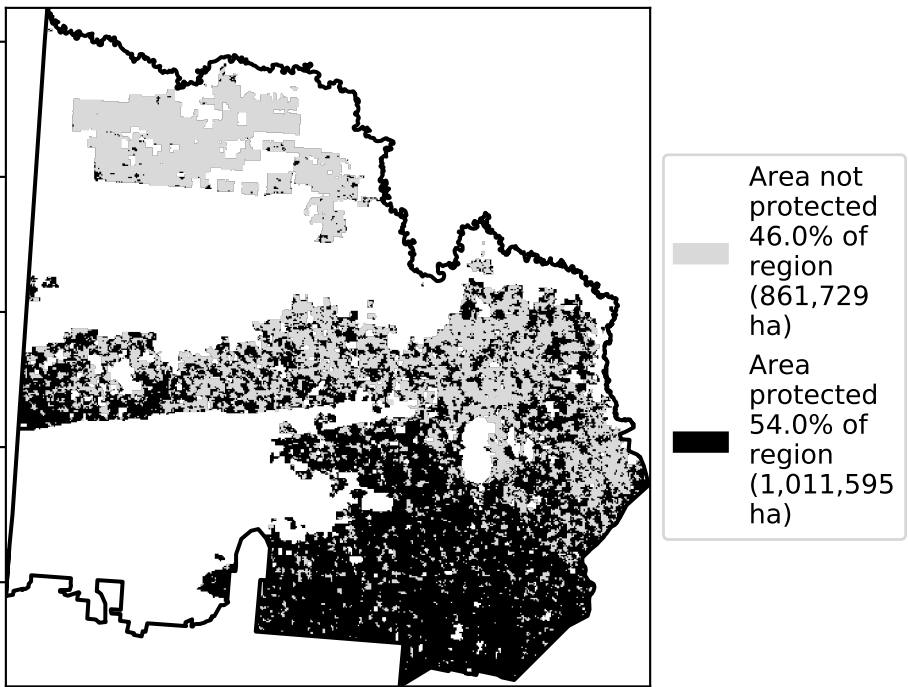 Area not
protected
46.0% of
region
(861,729
ha)
Area
protected
54.0% of
region
(1,011,595
ha)